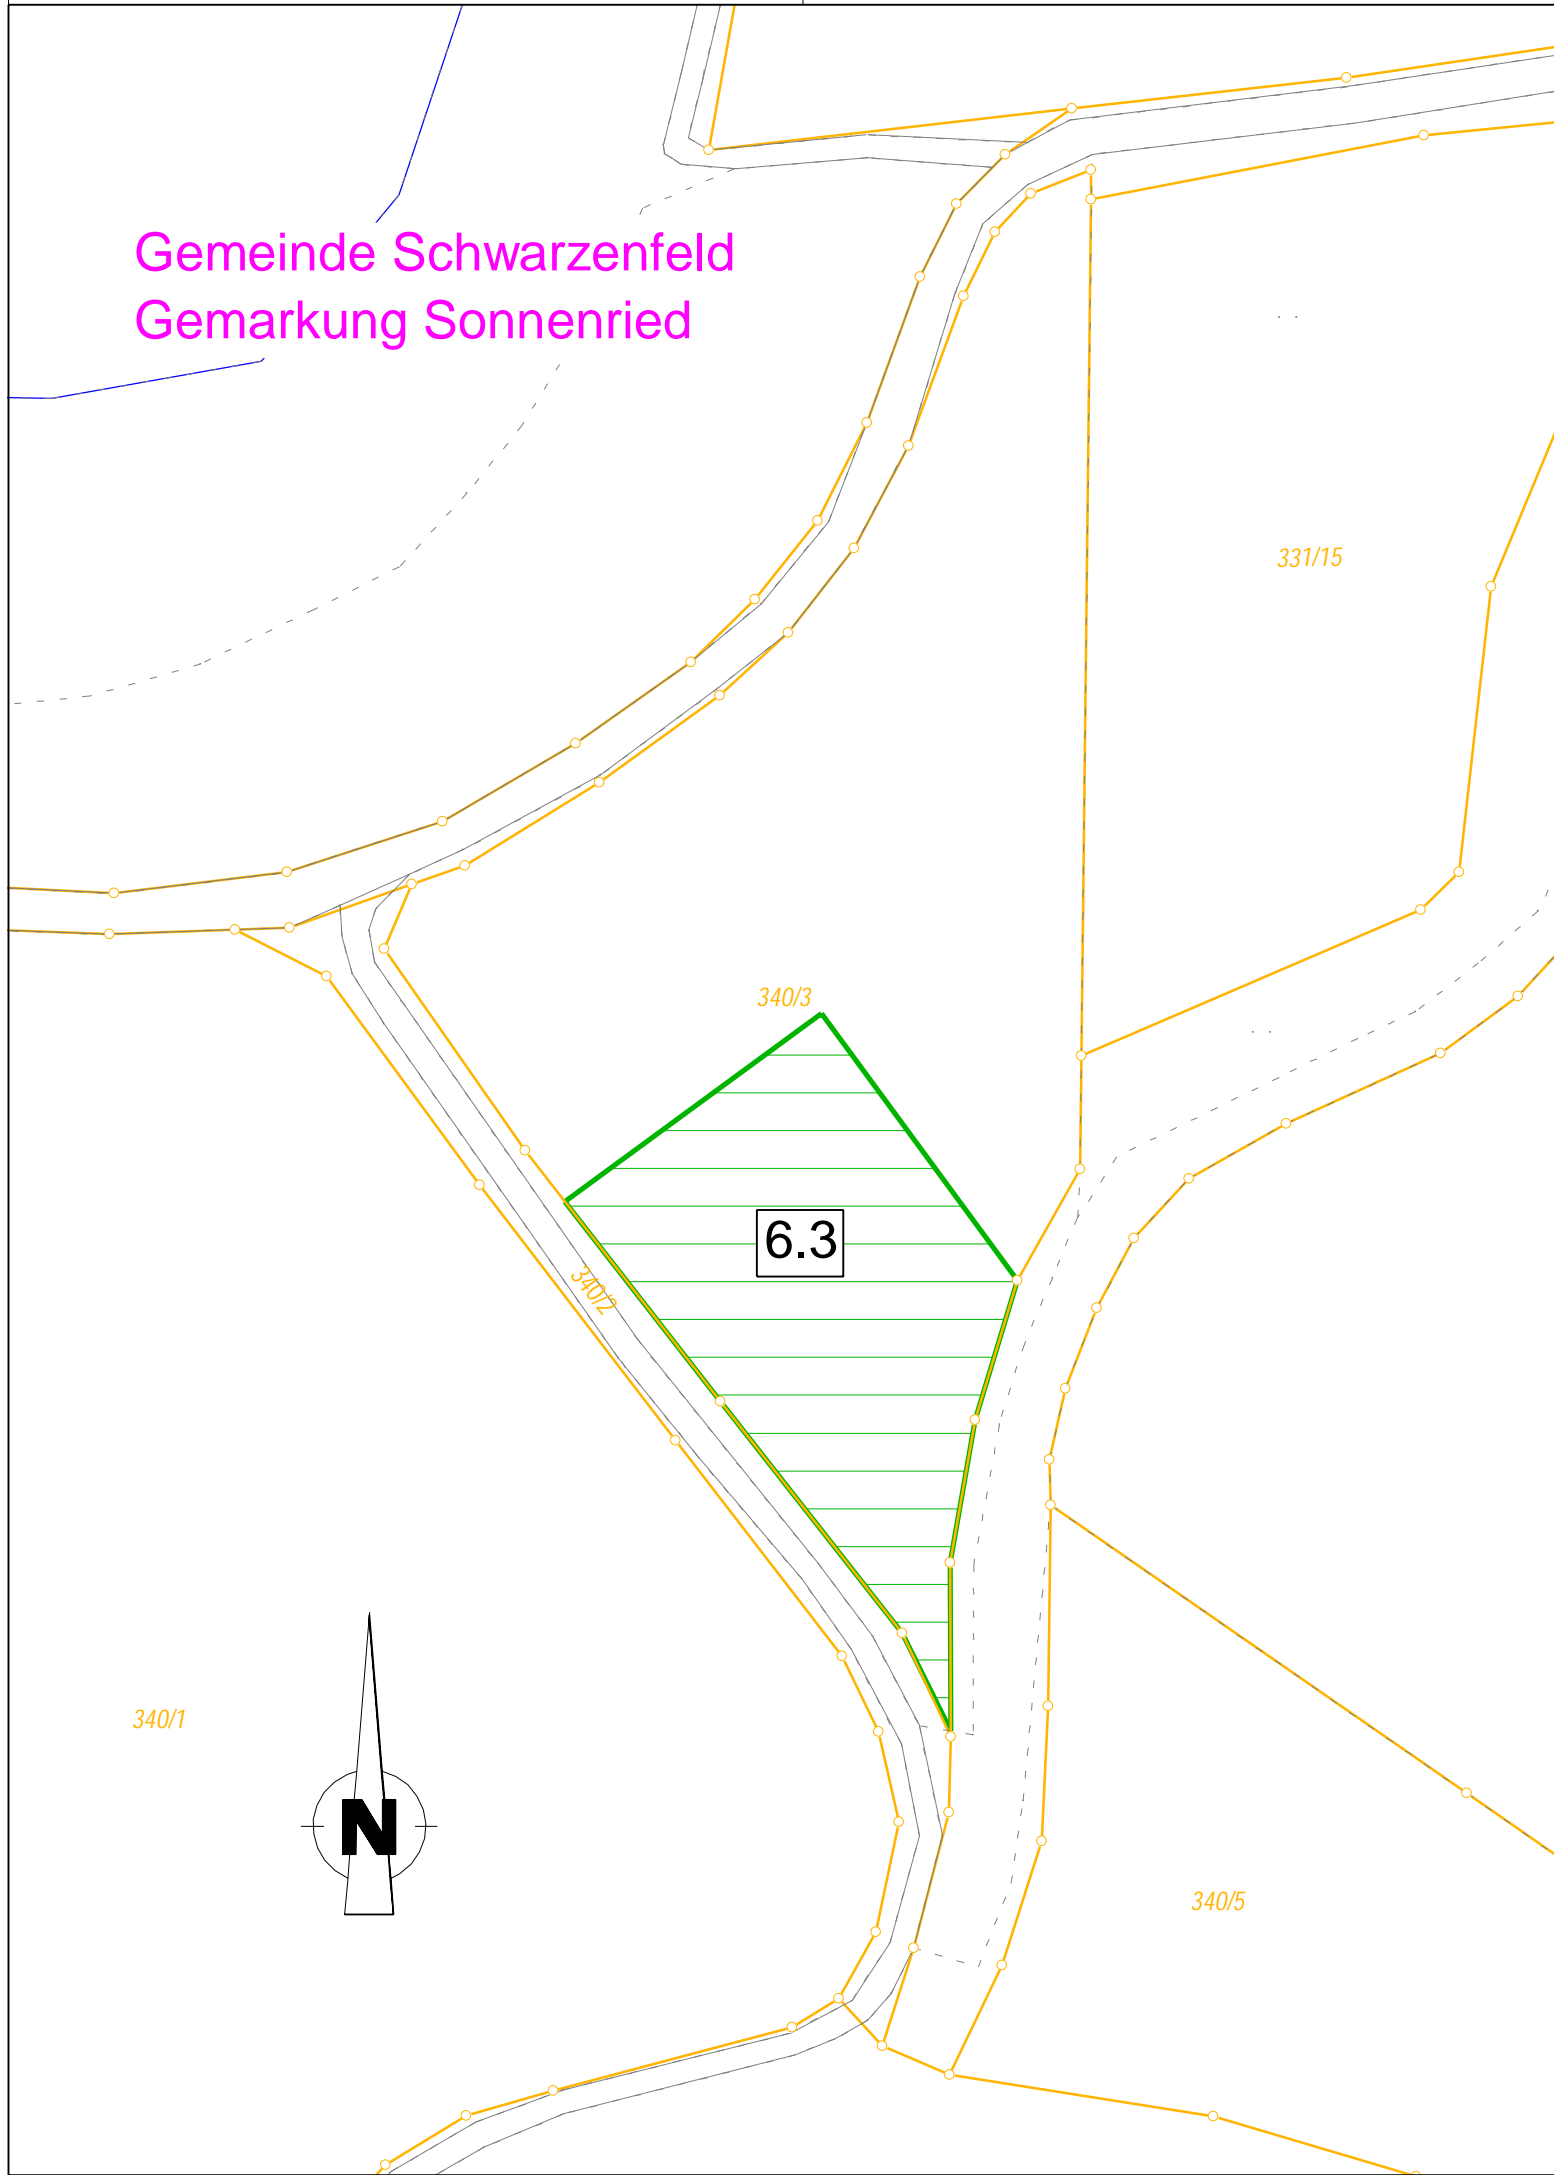 Gemeinde Schwarzenfeld
Gemarkung Sonnenried
331/15
340/3
6.3
340/2
340/1
N
340/5